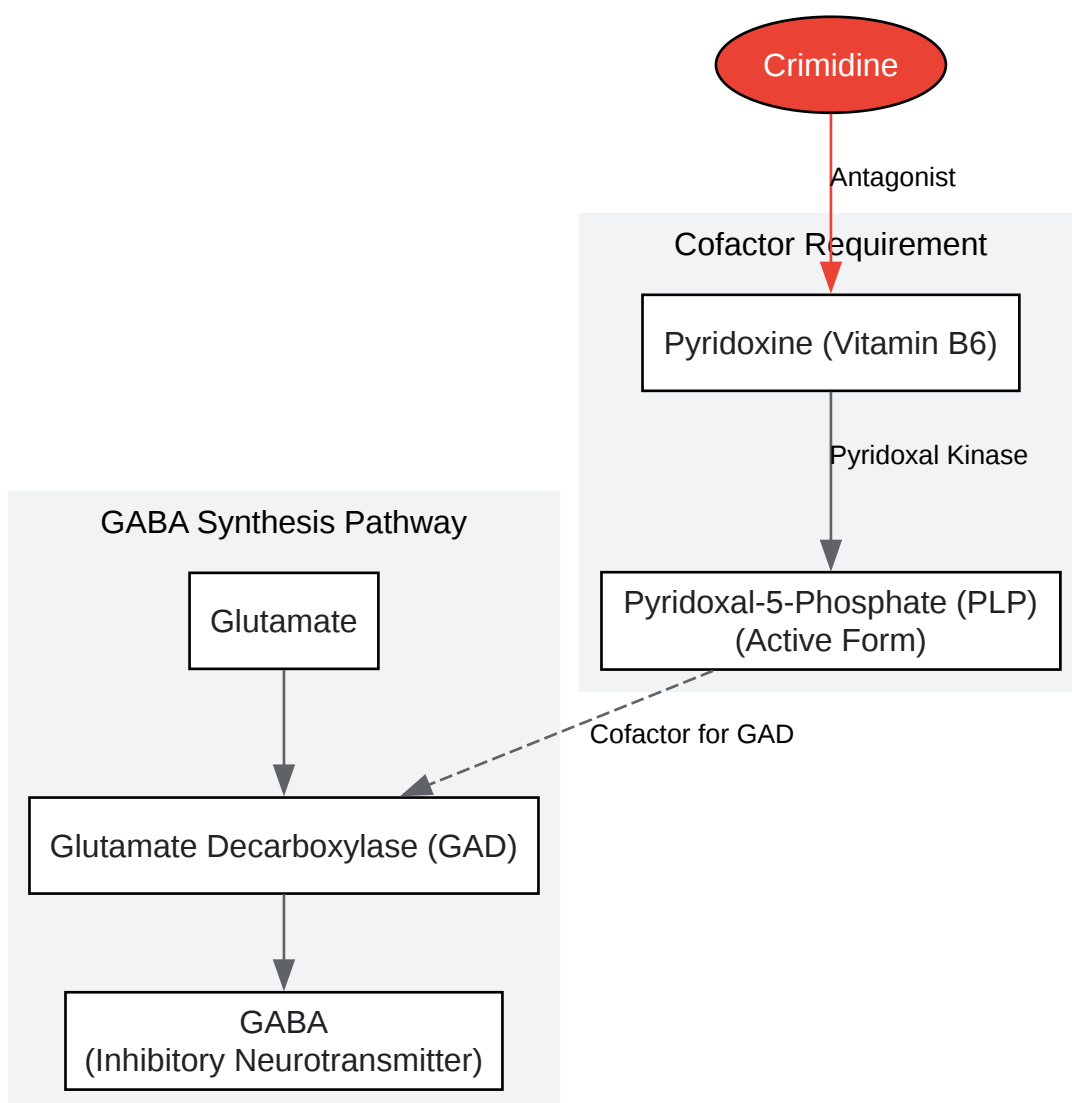 Crimidine
Antagonist
Cofactor Requirement
Pyridoxine (Vitamin B6)
Pyridoxal Kinase
GABA Synthesis Pathway
Glutamate
Pyridoxal-5-Phosphate (PLP)
(Active Form)
Cofactor for GAD
Glutamate Decarboxylase (GAD)
GABA
(Inhibitory Neurotransmitter)